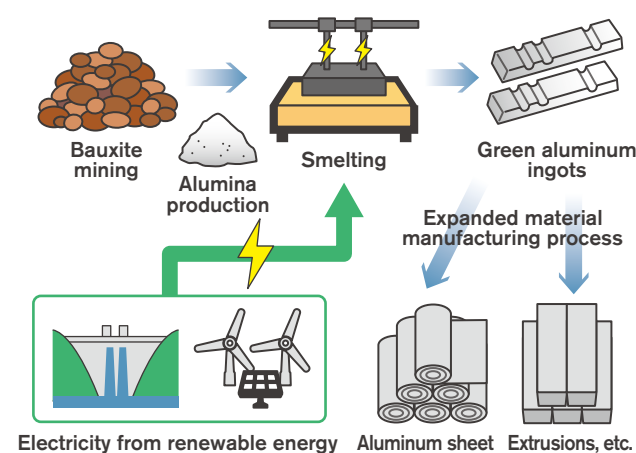 Bauxite
mining
Alumina
production
Smelting
Green aluminum
ingots
Expanded material
manufacturing process
Electricity from renewable energy
Aluminum sheet
Extrusions, etc.